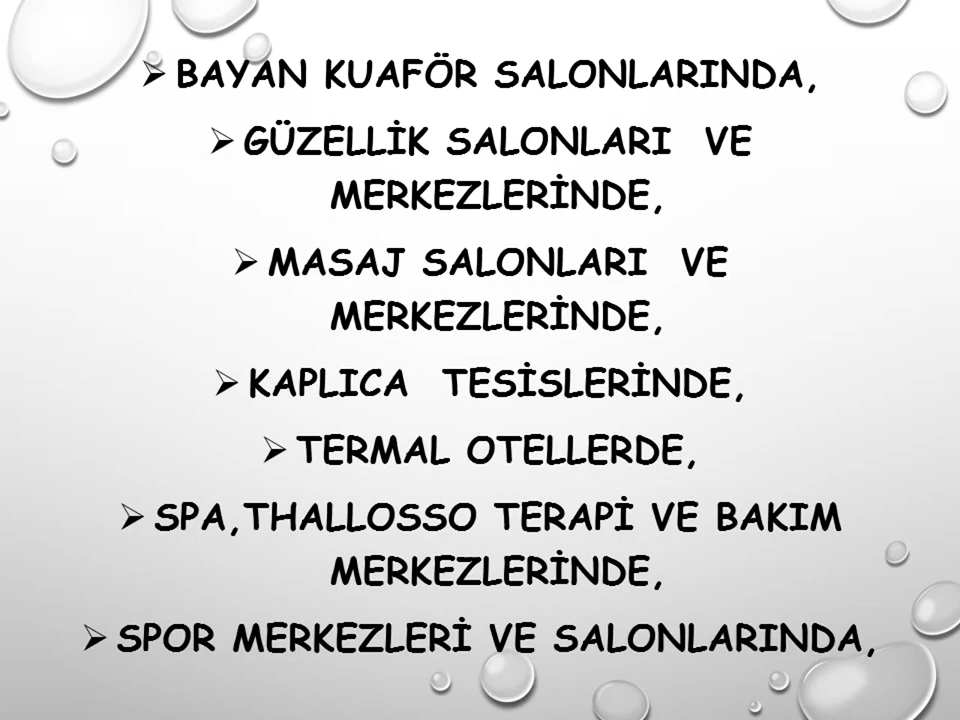 ➢ BAYAN KUAFÖR SALONLARINDA,
➢ GÜZELLİK SALONLARI VE
MERKEZLERİNDE,
➢ MASAJ SALONLARI VE
MERKEZLERİNDE,
➢ KAPLICA TESİSLERİNDE,
➢ TERMAL OTELLERDE,
➢ SPA,THALLOSSO TERAPİ VE BAKIM
MERKEZLERİNDE,
➢ SPOR MERKEZLERİ VE SALONLARINDA,